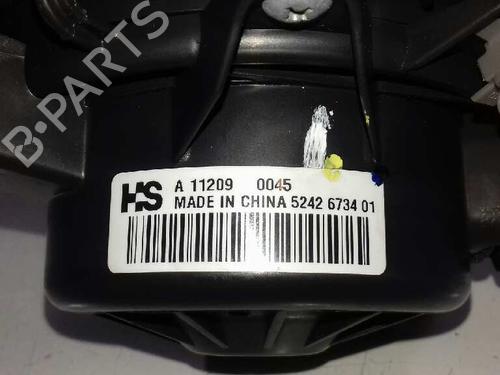 B-PARTS
HS A 11209 0045
MADE IN CHINA 5242 6734 01